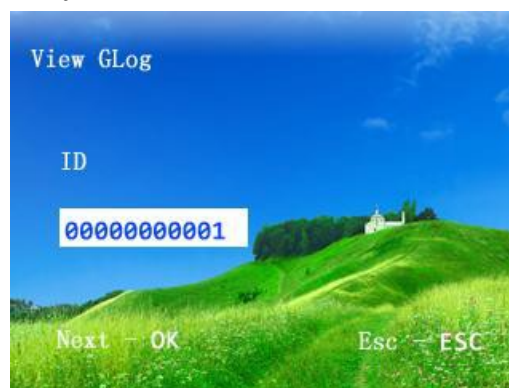 View GLog
ID
00000000001
Next - OK
Esc - ESC